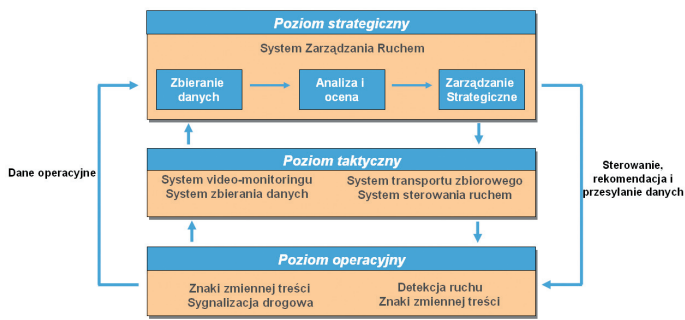 Poziom strategiczny
System Zarządzania Ruchem
Zbieranie
danych
Analiza i
ocena
Zarządzanie
Strategiczne
Dane operacyjne
Poziom taktyczny
System video-monitoringu
System zbierania danych
System transportu zbiorowego
System sterowania ruchem
Sterowanie,
rekomendacja i
przesyłanie danych
Poziom operacyjny
Znaki zmiennej treści
Sygnalizacja drogowa
Detekcja ruchu
Znaki zmiennej treści